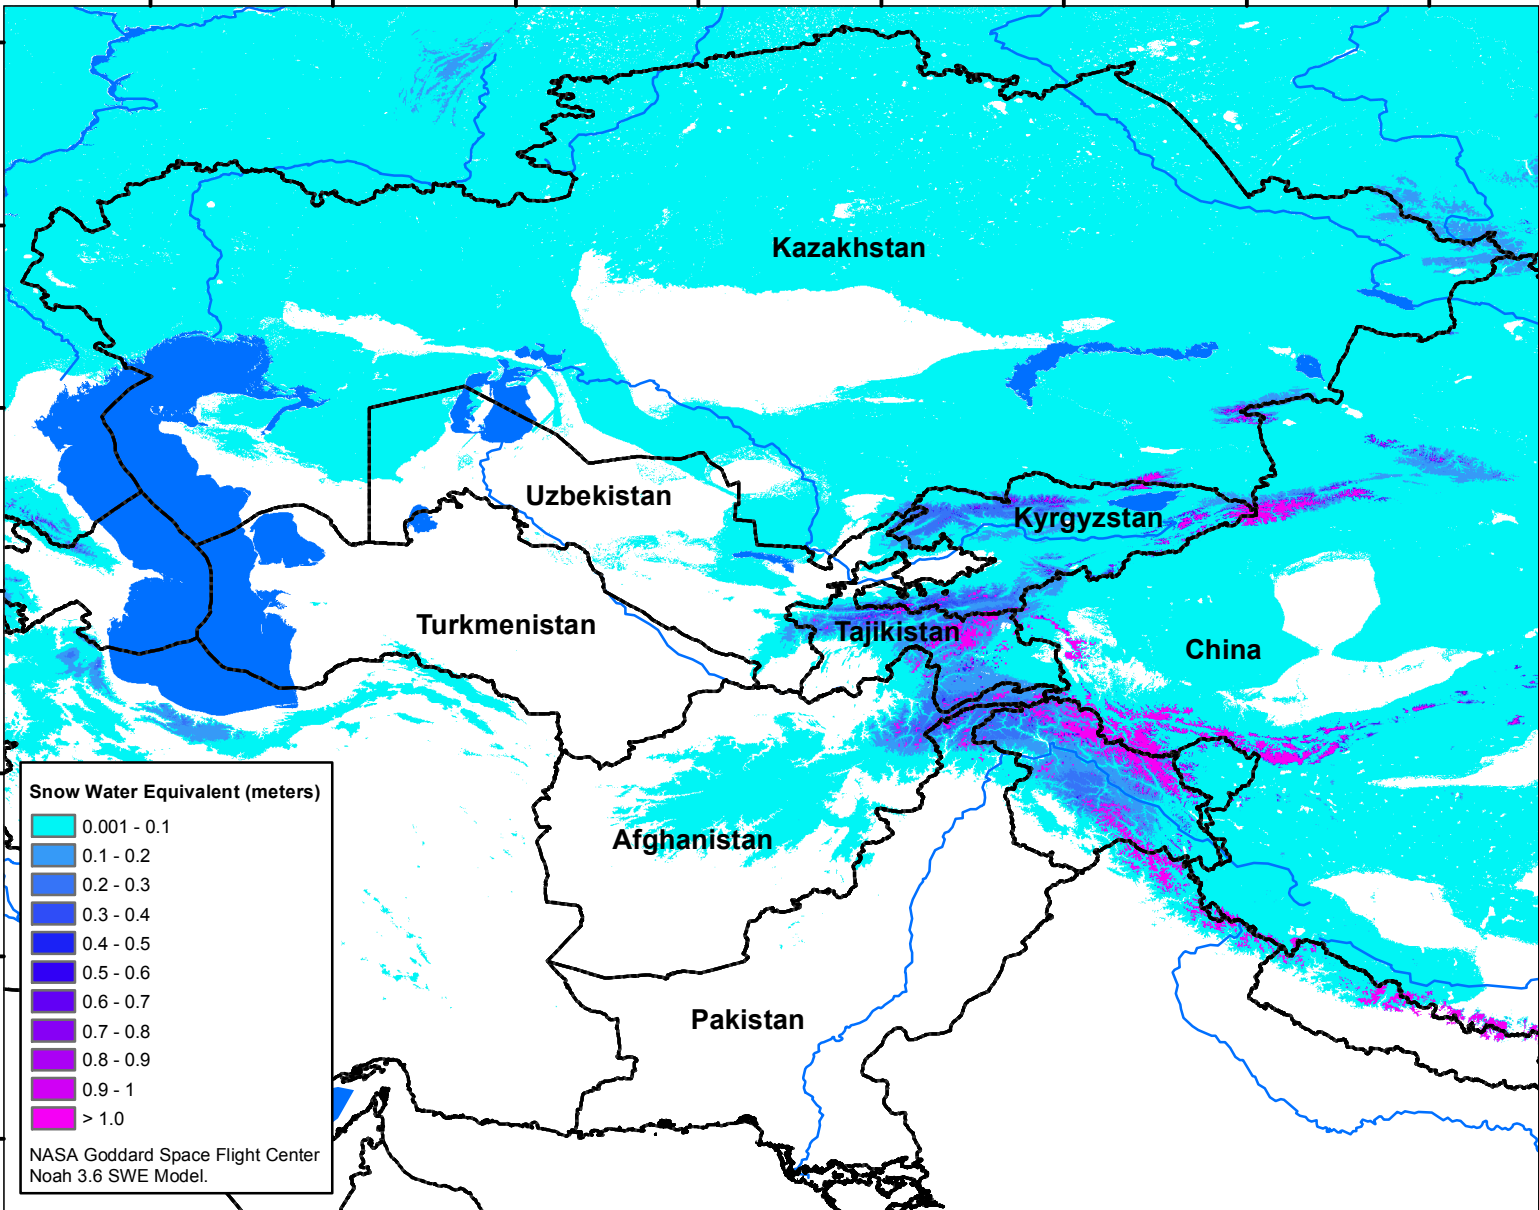 Kazakhstan
Uzbekistan
Kyrgyzstan
Turkmenistan
Tajikistan
China
Afghanistan
Pakistan
Snow Water Equivalent (meters)
0.001 - 0.1
0.1 - 0.2
0.2 - 0.3
0.3 - 0.4
0.4 - 0.5
0.5 - 0.6
0.6 - 0.7
0.7 - 0.8
0.8 - 0.9
0.9 - 1
> 1.0
NASA Goddard Space Flight Center
Noah 3.6 SWE Model.